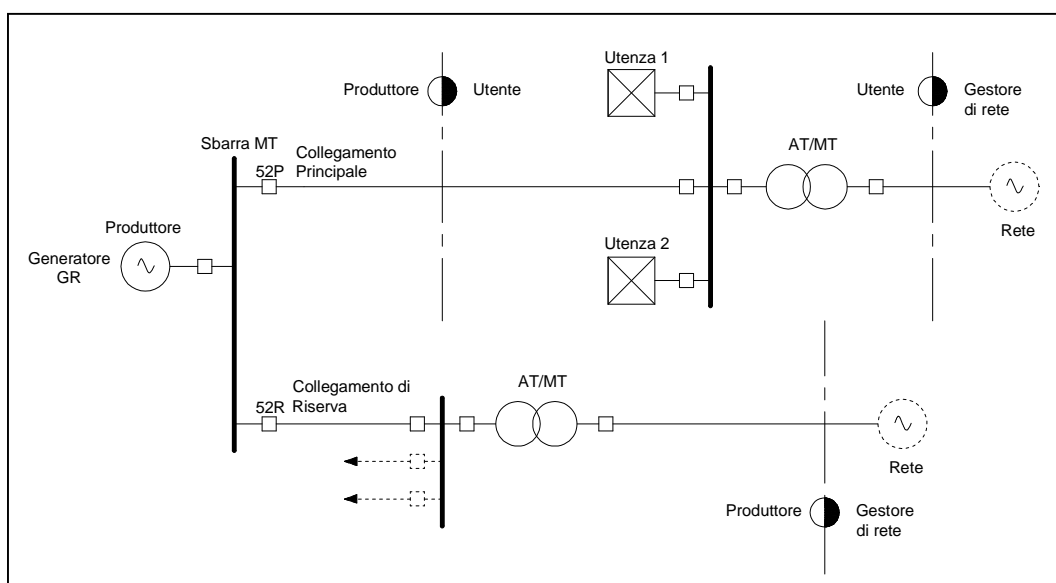 Utenza 1
Produttore
Utente
Utente
Gestore
di rete
Sbarra MT
Collegamento
Principale
52P
AT/MT
Produttore
Generatore
GR
Utenza 2
Rete
Collegamento di
Riserva
52R
AT/MT
Rete
Produttore
Gestore
di rete